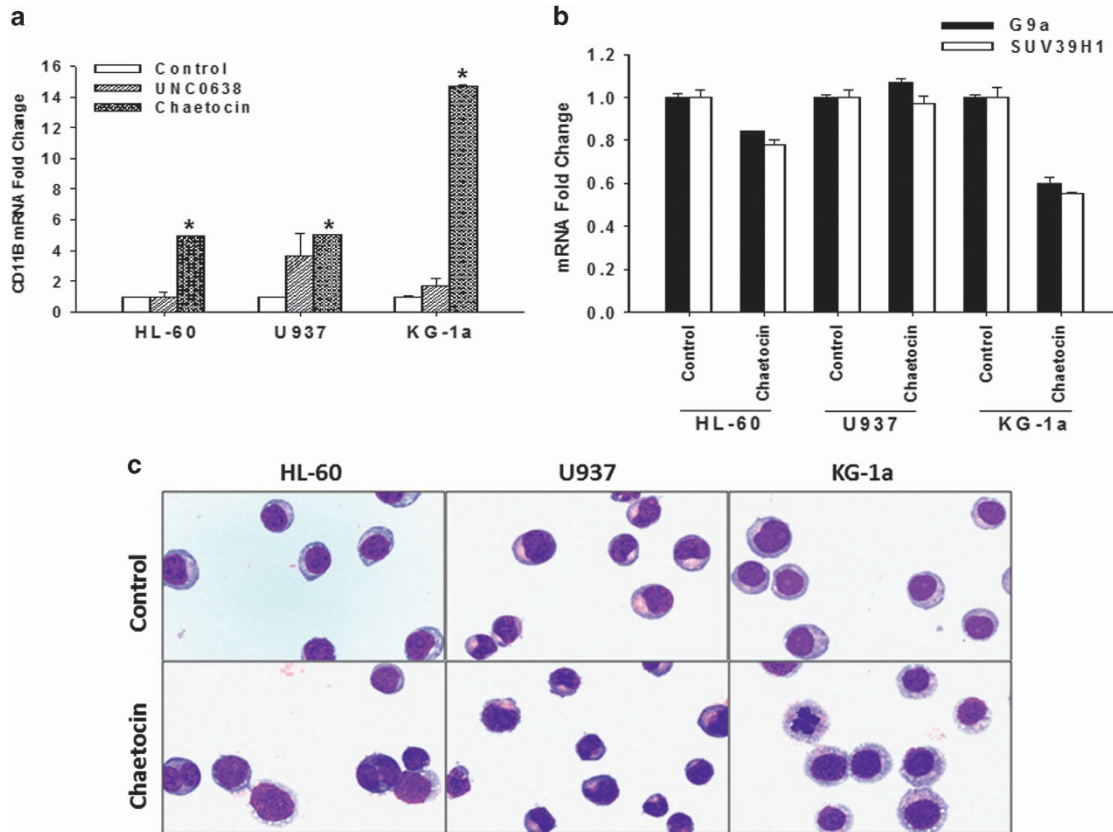 a
CD11B mRNA Fold Change
16
14
12
10
8
6
4
2
0
Control
UNC0638
Chaetocin
*
*
*
HL-60 U937 KG-1a
b
G9a
SUV39H1
mRNA Fold Change
1.2
1.0
0.8
0.6
0.4
0.2
0.0
Control
Chaetocin
Control
Chaetocin
Control
Chaetocin
HL-60 U937 KG-1a
c
HL-60 U937 KG-1a
Control
Chaetocin